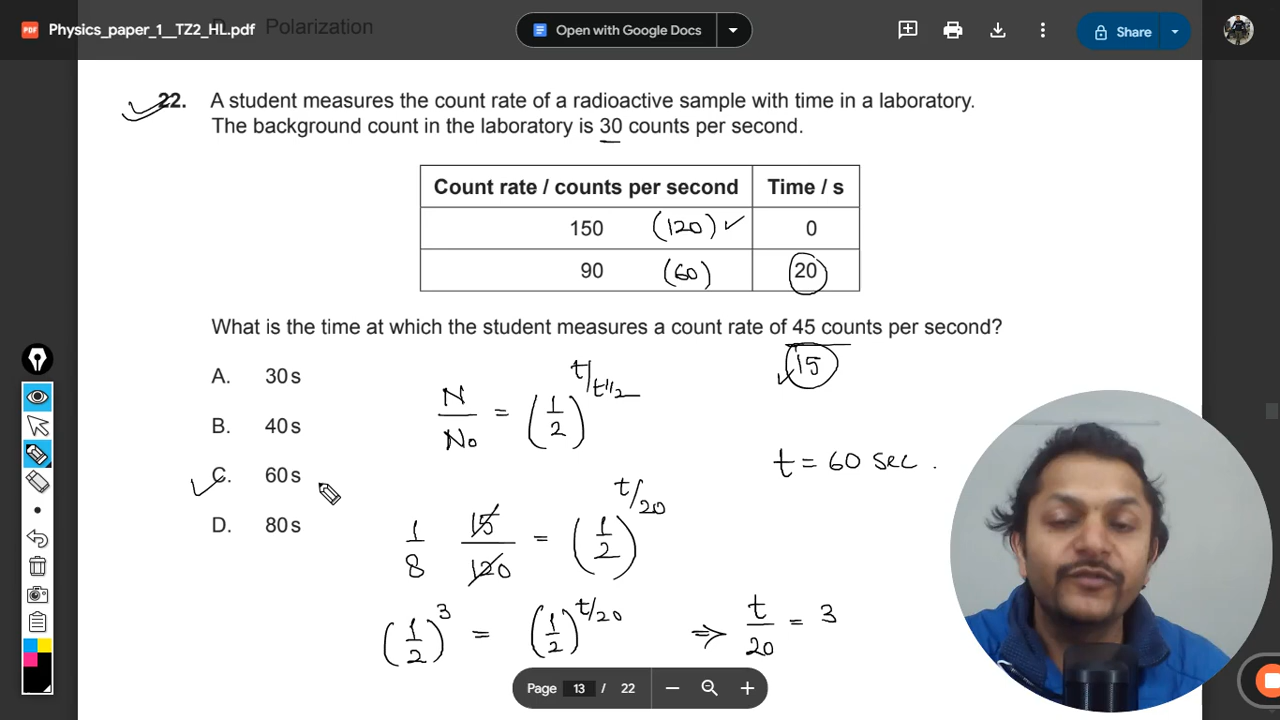 Physics_paper_1__TZ2_HL.pdf
Open with Google Docs
Share
Polarization
22. A student measures the count rate of a radioactive sample with time in a laboratory.
The background count in the laboratory is 30 counts per second.
Count rate / counts per second Time / s
150 (120) ✓ 0
90 (60) 20
What is the time at which the student measures a count rate of 45 counts per second?
15
A. 30 s
B. 40 s
C. 60 s
D. 80 s
N/N₀ = (1/2)^(t/t1/2)
t = 60 sec.
1/8 15/120 = (1/2)^(t/20)
(1/2)^3 = (1/2)^(t/20) ⇒ t/20 = 3
Page 13 / 22